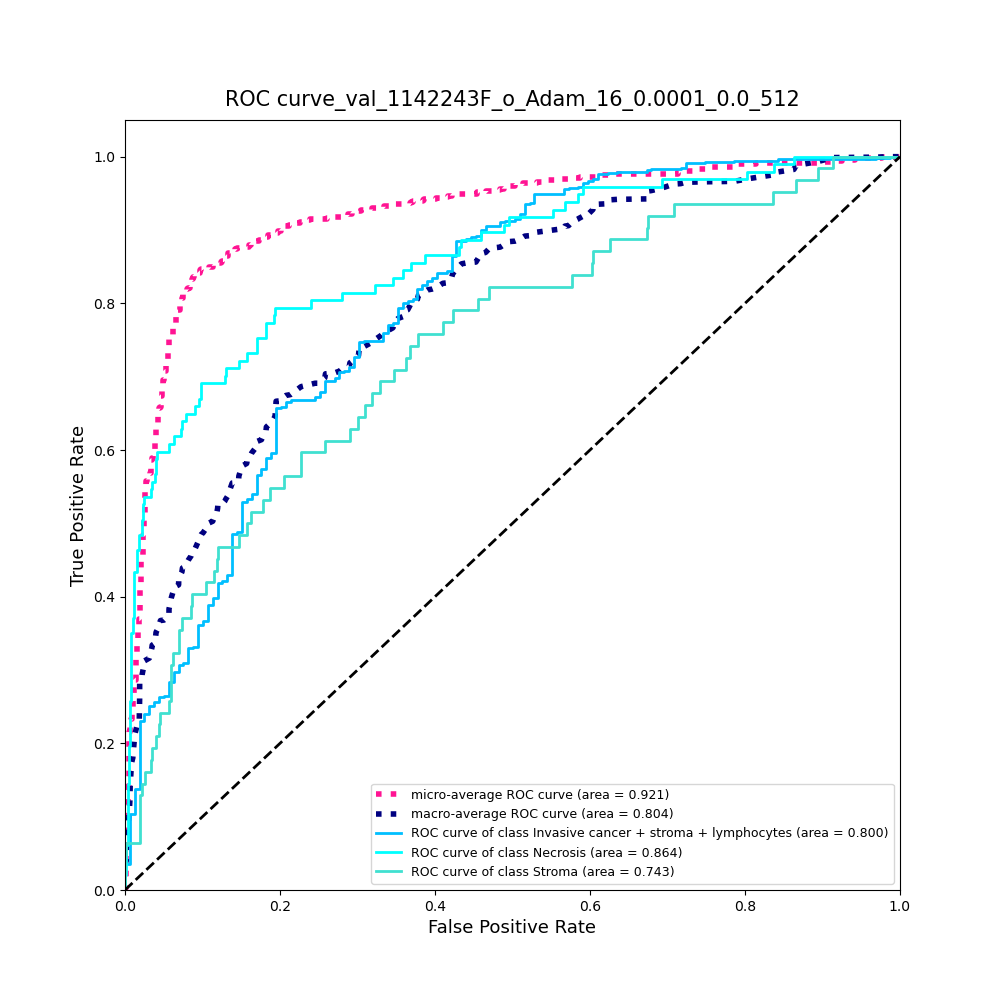 ROC curve_val_1142243F_o_Adam_16_0.0001_0.0_512
True Positive Rate
1.0
0.8
0.6
0.4
0.2
0.0
micro-average ROC curve (area = 0.921)
macro-average ROC curve (area = 0.804)
ROC curve of class Invasive cancer + stroma + lymphocytes (area = 0.800)
ROC curve of class Necrosis (area = 0.864)
ROC curve of class Stroma (area = 0.743)
0.0 0.2 0.4 0.6 0.8 1.0
False Positive Rate